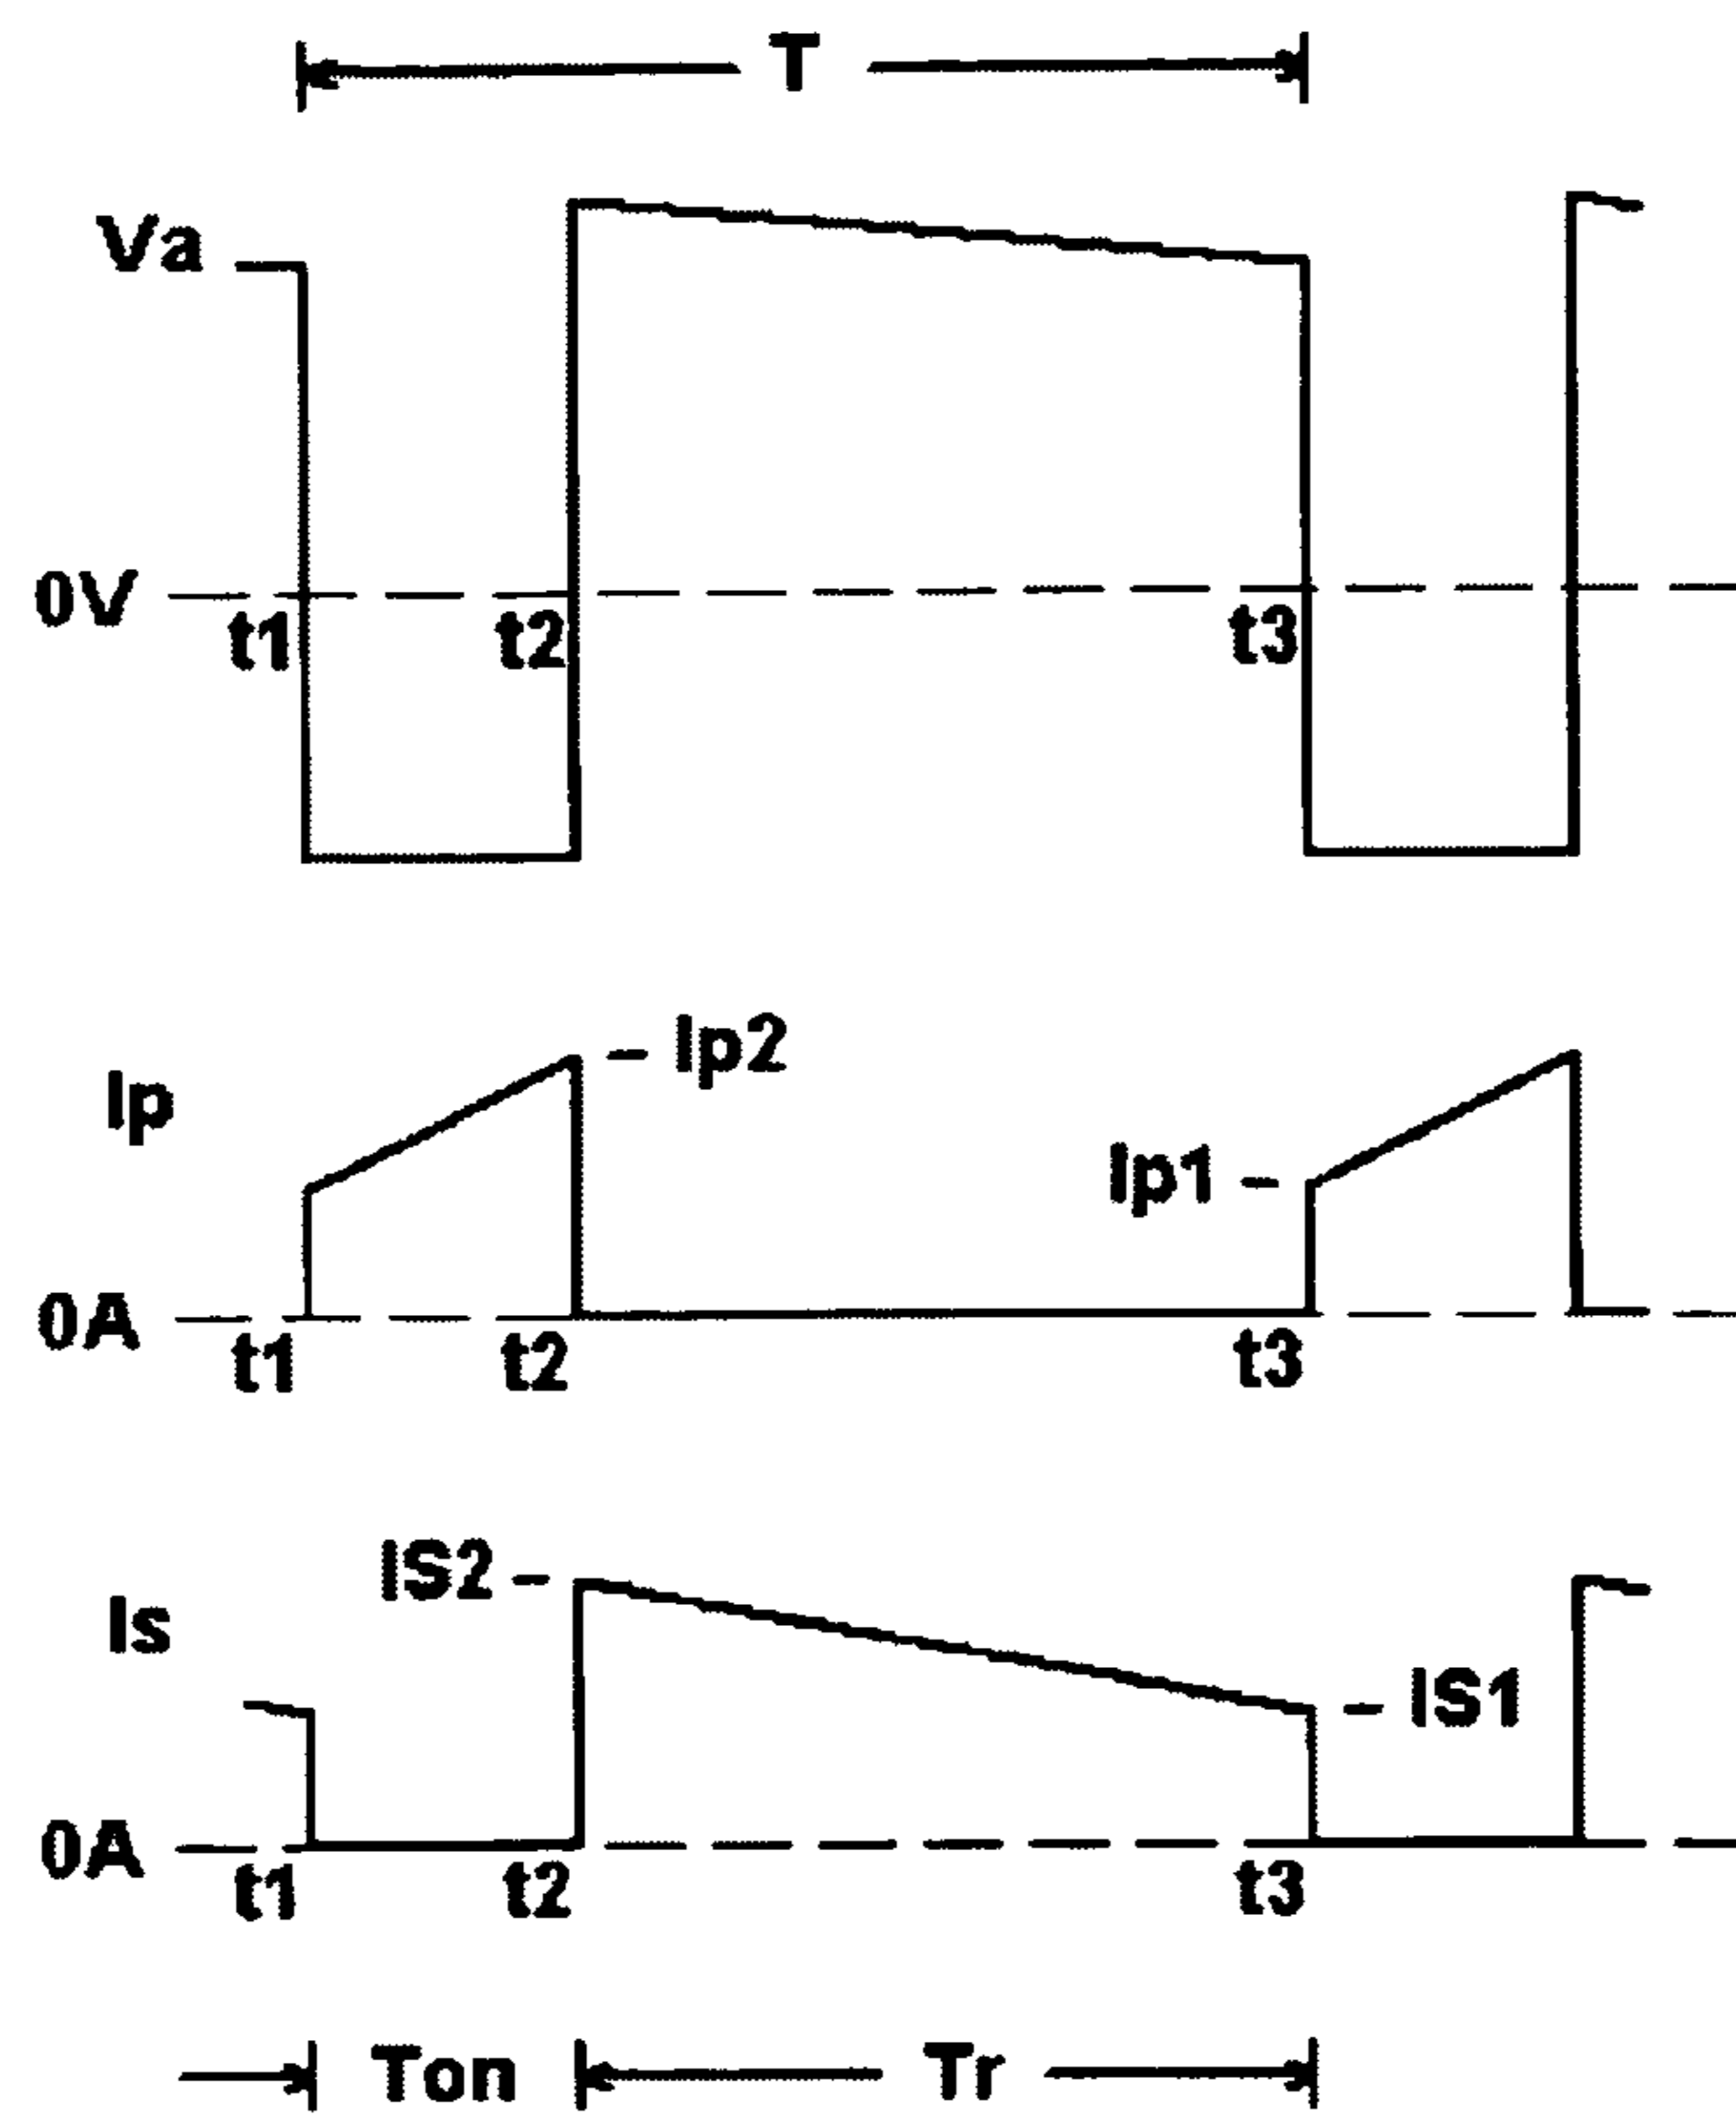 T
Va
0V
t1 t2 t3
Ip2
Ip
Ip1
0A
t1 t2 t3
IS2
Is
IS1
0A
t1 t2 t3
Ton Tr